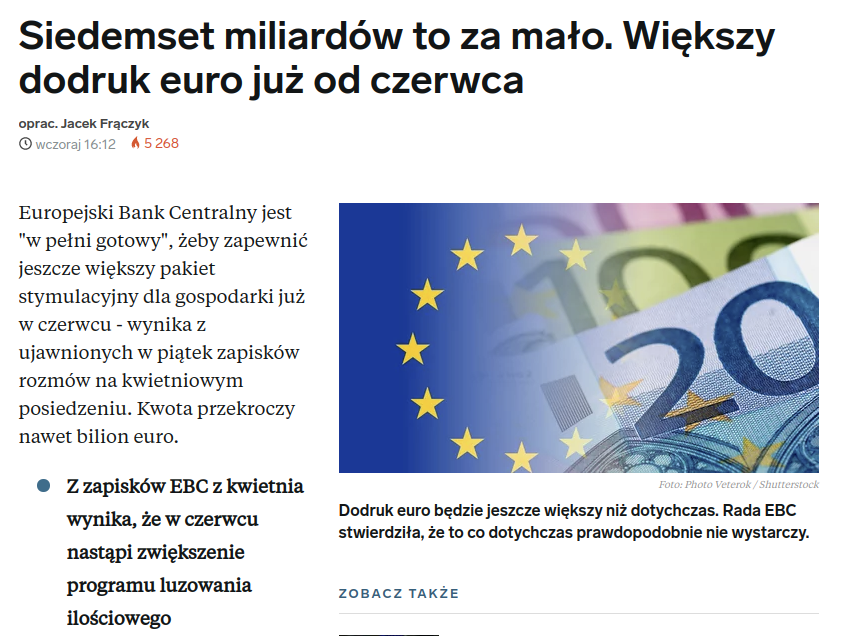 Siedemset miliardów to za mało. Większy
dodruk euro już od czerwca
oprac. Jacek Frączyk
wczoraj 16:12 5 268
Europejski Bank Centralny jest
"w pełni gotowy", żeby zapewnić
jeszcze większy pakiet
stymulacyjny dla gospodarki już
w czerwcu - wynika z
ujawnionych w piątek zapisków
rozmów na kwietniowym
posiedzeniu. Kwota przekroczy
nawet bilion euro.
Z zapisków EBC z kwietnia
wynika, że w czerwcu
nastąpi zwiększenie
programu luzowania
ilościowego
100
20
Foto: Photo Veterok / Shutterstock
Dodruk euro będzie jeszcze większy niż dotychczas. Rada EBC
stwierdziła, że to co dotychczas prawdopodobnie nie wystarczy.
ZOBACZ TAKŻE